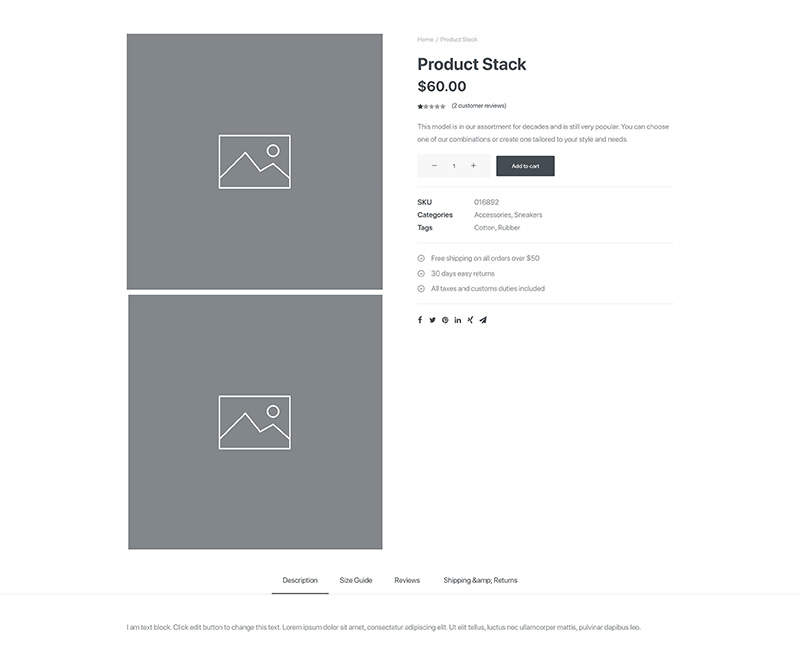 Home / Product Stack
Product Stack
$60.00
(2 customer reviews)
This model is in our assortment for decades and is still very popular. You can choose
one of our combinations or create one tailored to your style and needs.
− 1 + Add to cart
SKU 016892
Categories Accessories, Sneakers
Tags Cotton, Rubber
Free shipping on all orders over $50
30 days easy returns
All taxes and customs duties included
Description Size Guide Reviews Shipping &amp; Returns
I am text block. Click edit button to change this text. Lorem ipsum dolor sit amet, consectetur adipiscing elit. Ut elit tellus, luctus nec ullamcorper mattis, pulvinar dapibus leo.